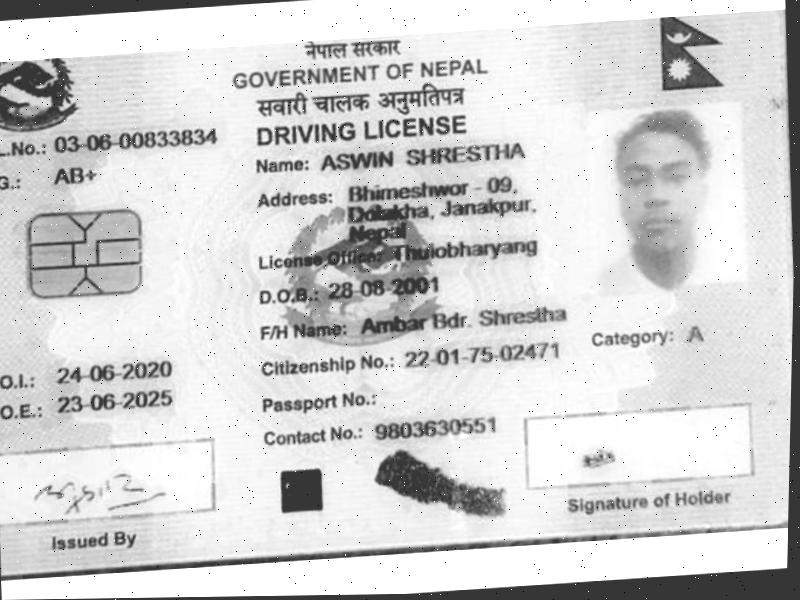 नेपाल सरकार
GOVERNMENT OF NEPAL
सवारी चालक अनुमतिपत्र
DRIVING LICENSE
L.No.: 03-06-00833834
G.: AB+
Name: ASWIN SHRESTHA
Address: Bhimeshwor - 09,
Dolakha, Janakpur,
Nepal
License Office: Thulobharyang
D.O.B.: 28-08-2001
F/H Name: Ambar Bdr. Shrestha
Category: A
Citizenship No.: 22-01-75-02471
O.I.: 24-06-2020
O.E.: 23-06-2025
Passport No.:
Contact No.: 9803630551
Signature of Holder
Issued By